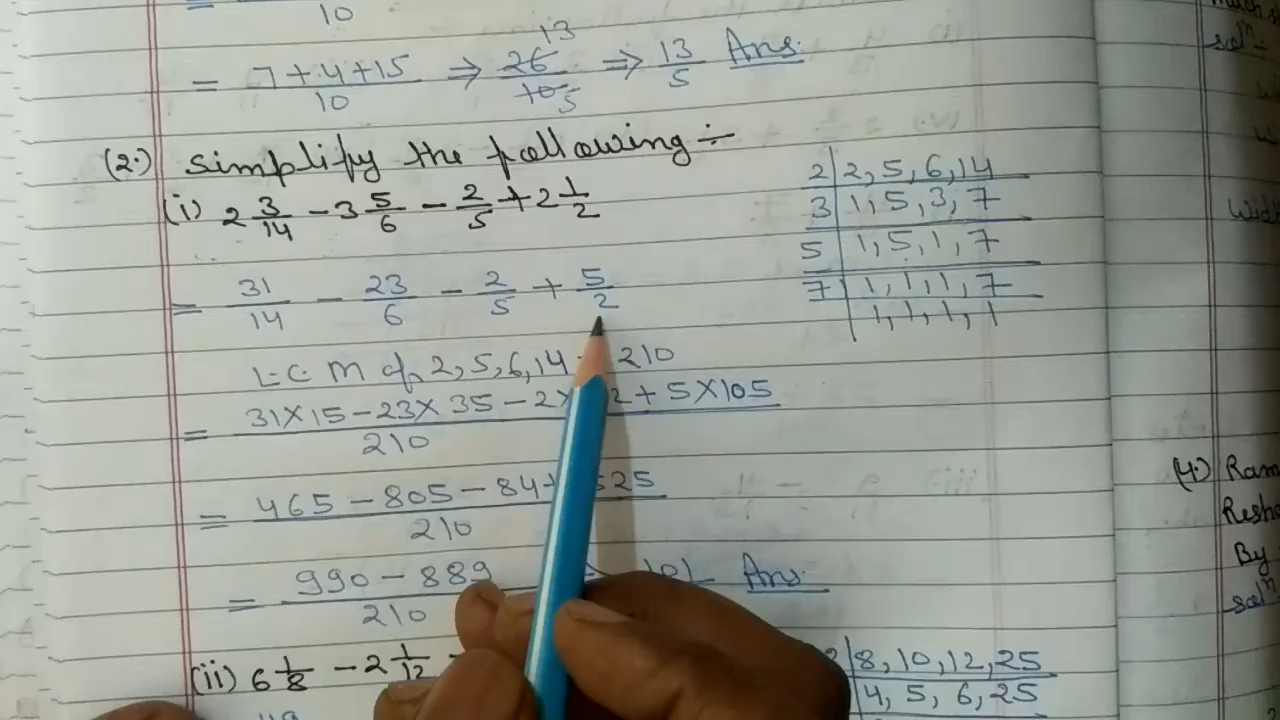 10
= 7+4+15/10 ⇒ 26/10 13/5 ⇒ 13/5 Ans.
(2.) Simplify the following :-
(i) 2 3/14 - 3 5/6 - 2/5 + 2 1/2
= 31/14 - 23/6 - 2/5 + 5/2
L.C.M of 2, 5, 6, 14 210
= 31×15-23×35-2× 2+5×105/210
= 465-805-84+525/210
= 990-889/210 101 Ans.
(ii) 6 1/8 - 2 1/12
2|2, 5, 6, 14
3|1, 5, 3, 7
5|1, 5, 1, 7
7|1, 1, 1, 7
|1, 1, 1, 1
2|8, 10, 12, 25
4, 5, 6, 25
solⁿ-
(4.) Ram
Resh
By
solⁿ